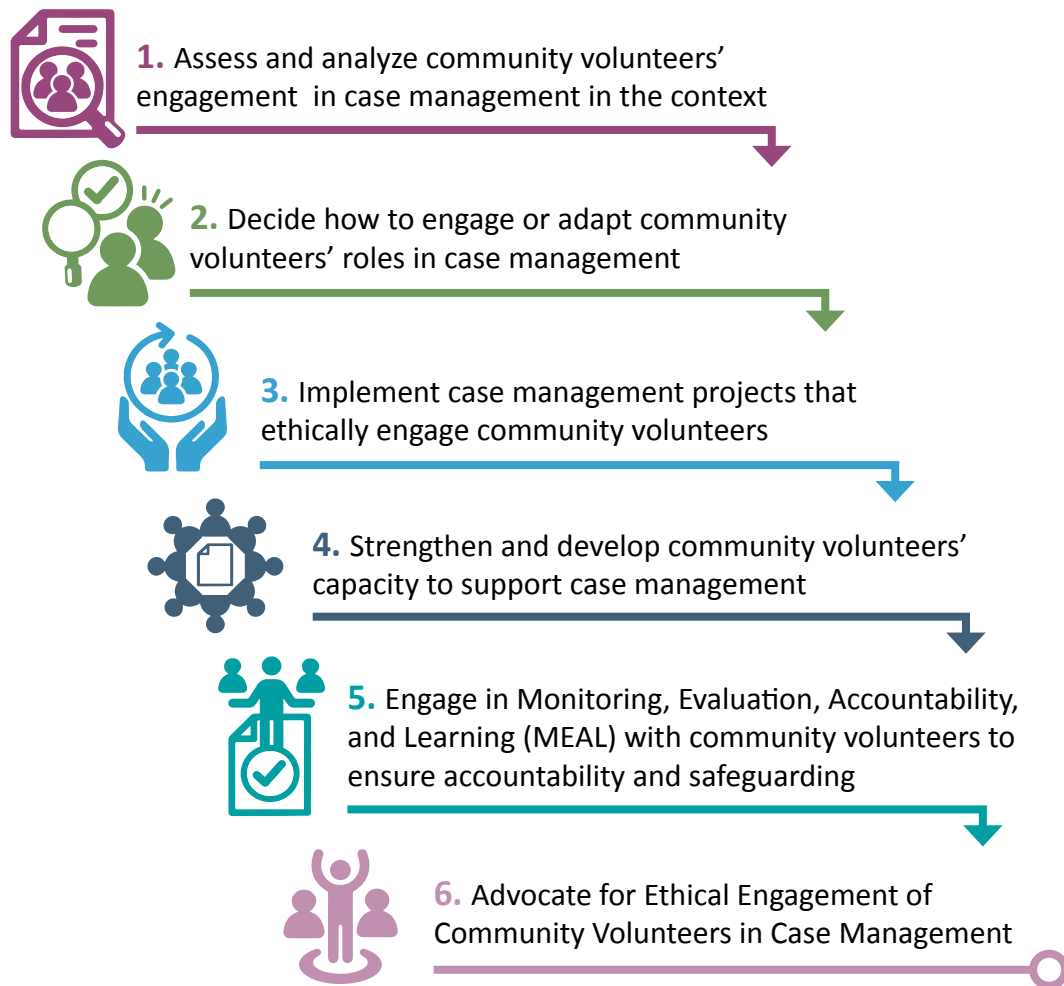 1. Assess and analyze community volunteers’
engagement in case management in the context
2. Decide how to engage or adapt community
volunteers’ roles in case management
3. Implement case management projects that
ethically engage community volunteers
4. Strengthen and develop community volunteers’
capacity to support case management
5. Engage in Monitoring, Evaluation, Accountability,
and Learning (MEAL) with community volunteers to
ensure accountability and safeguarding
6. Advocate for Ethical Engagement of
Community Volunteers in Case Management